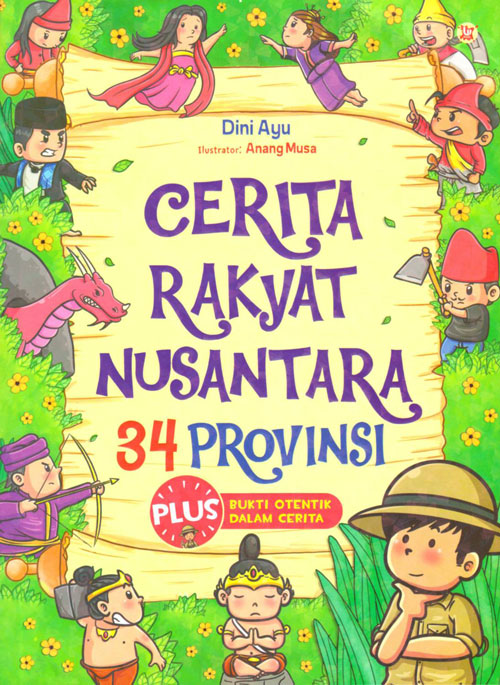 Dini Ayu
Ilustrator: Anang Musa
CERITA
RAKYAT
NUSANTARA
34 PROVINSI
PLUS
BUKTI OTENTIK
DALAM CERITA